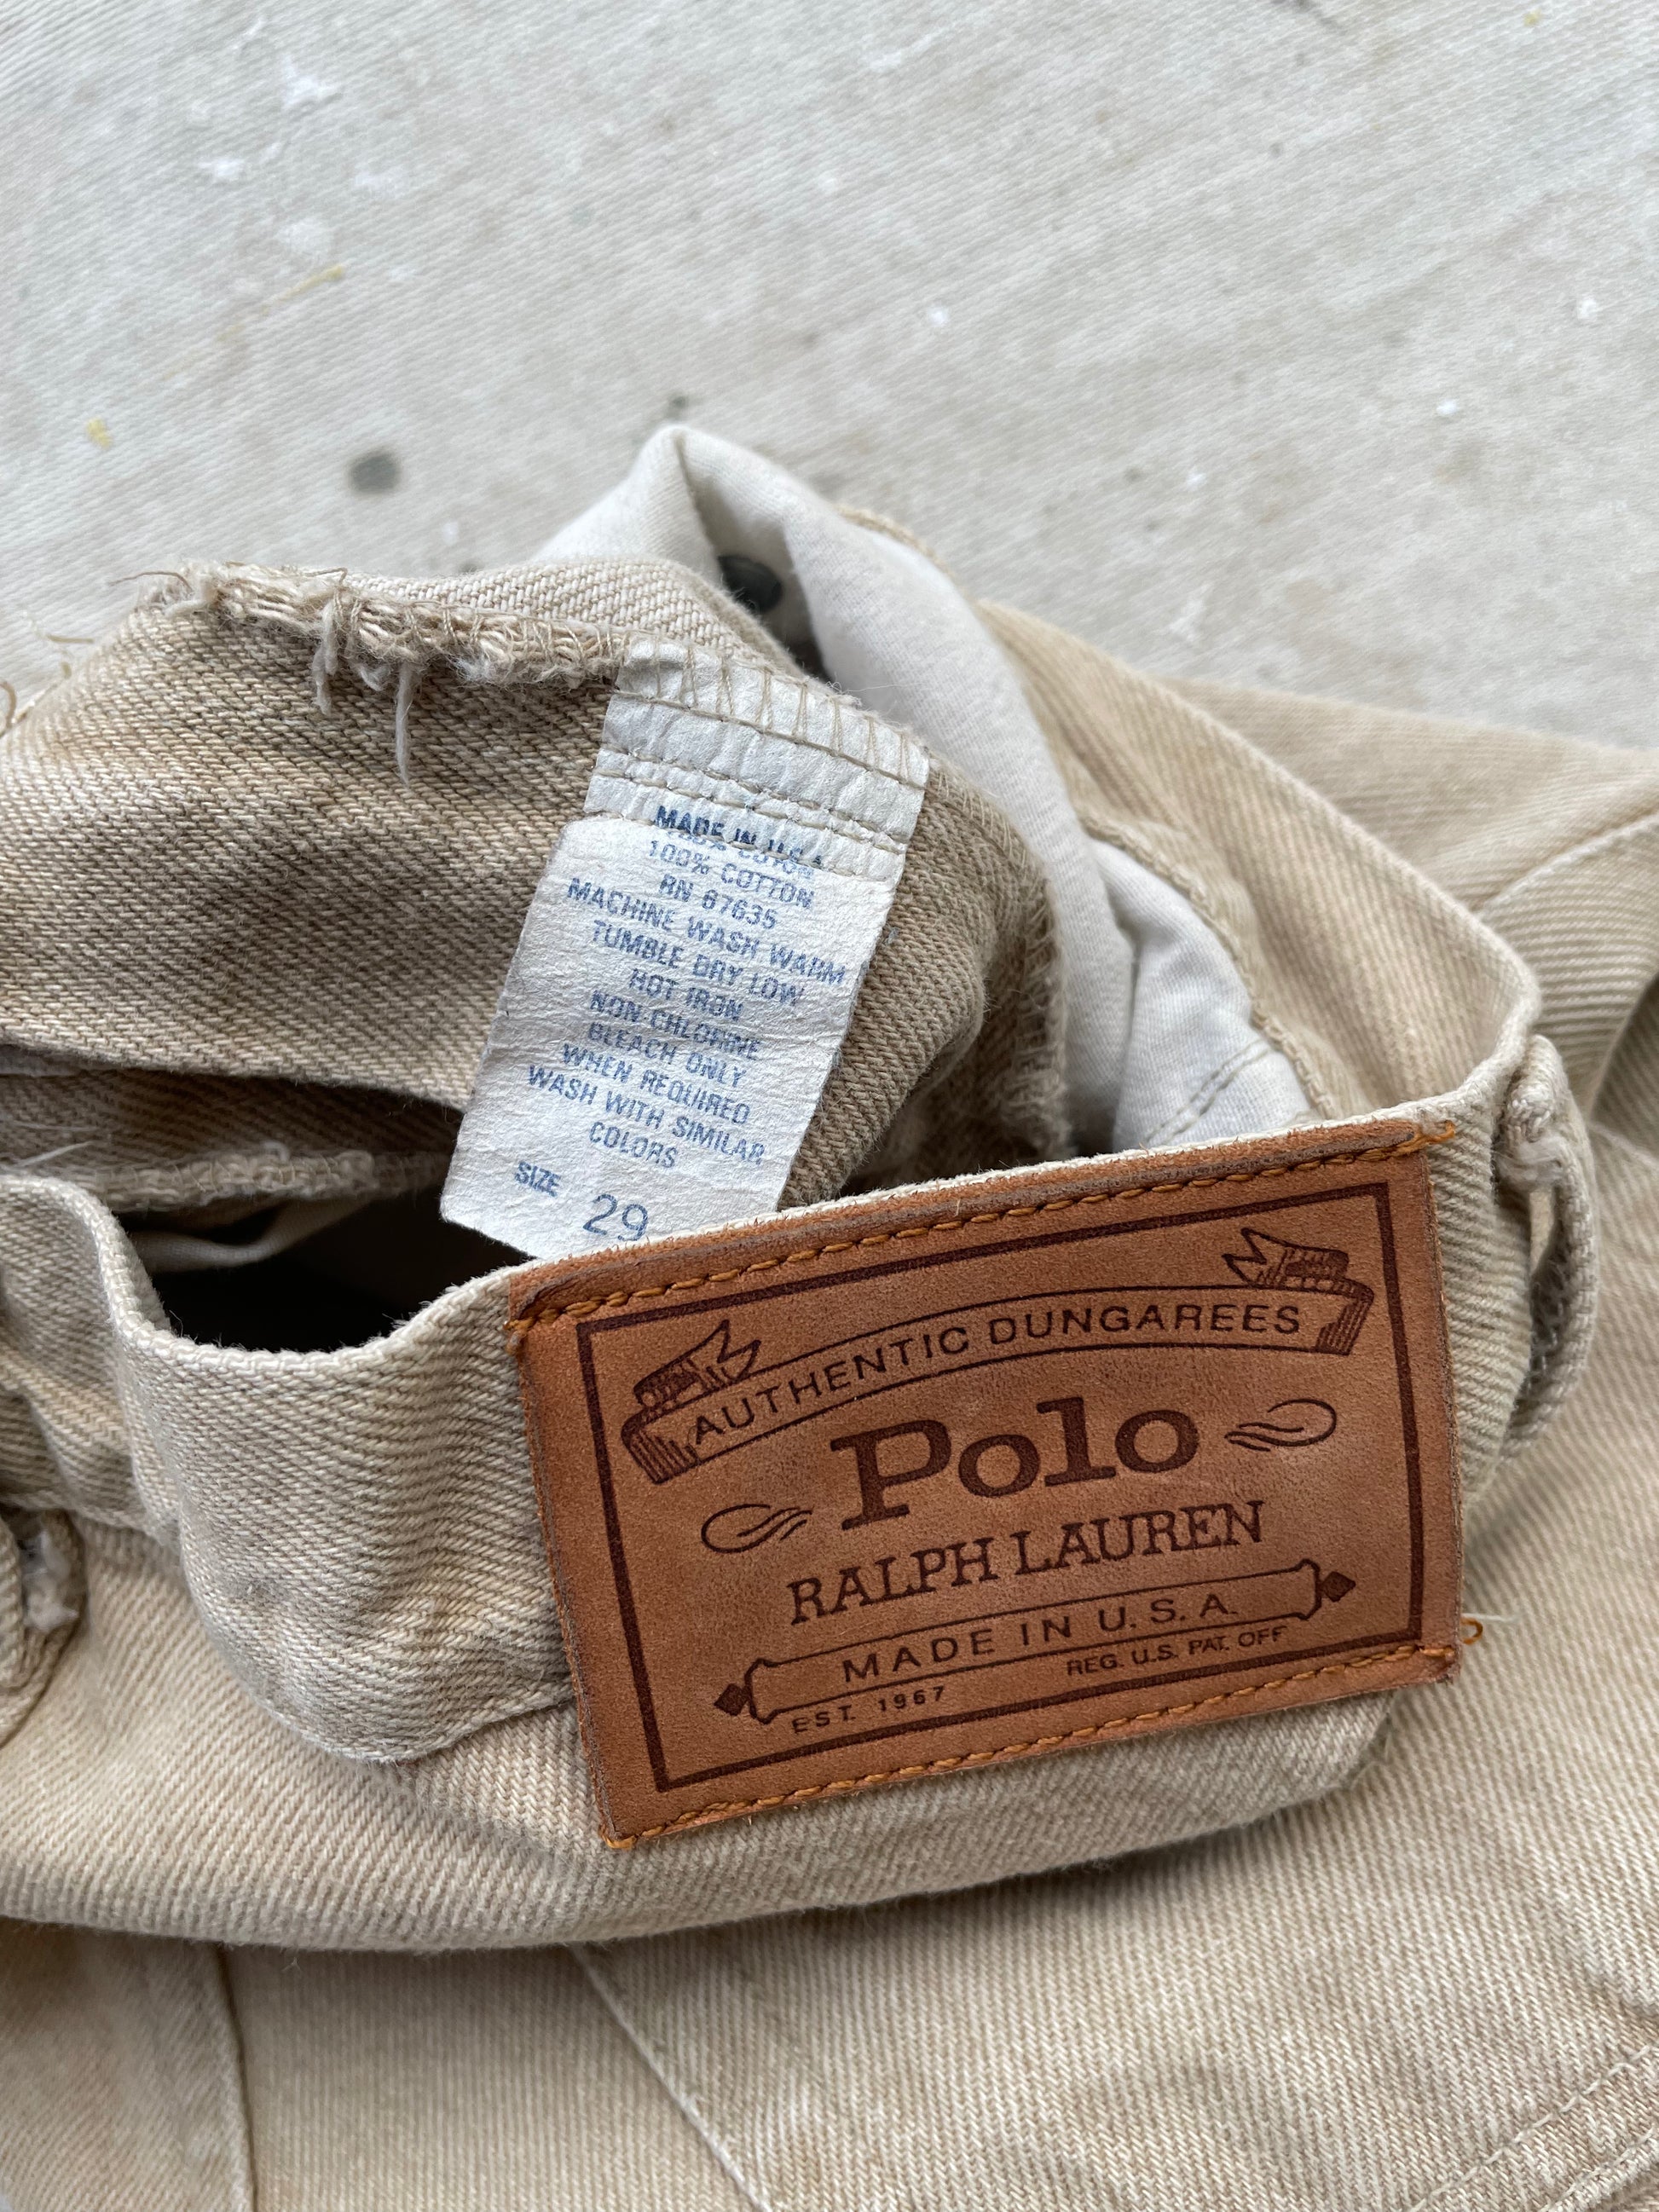 MADE IN U.S.A.
100% COTTON
RN 67635
MACHINE WASH WARM
TUMBLE DRY LOW
HOT IRON
NON-CHLORINE
BLEACH ONLY
WHEN REQUIRED
WASH WITH SIMILAR
COLORS
SIZE 29
AUTHENTIC DUNGAREES
Polo
RALPH LAUREN
MADE IN U.S.A.
EST. 1967 REG. U.S. PAT. OFF